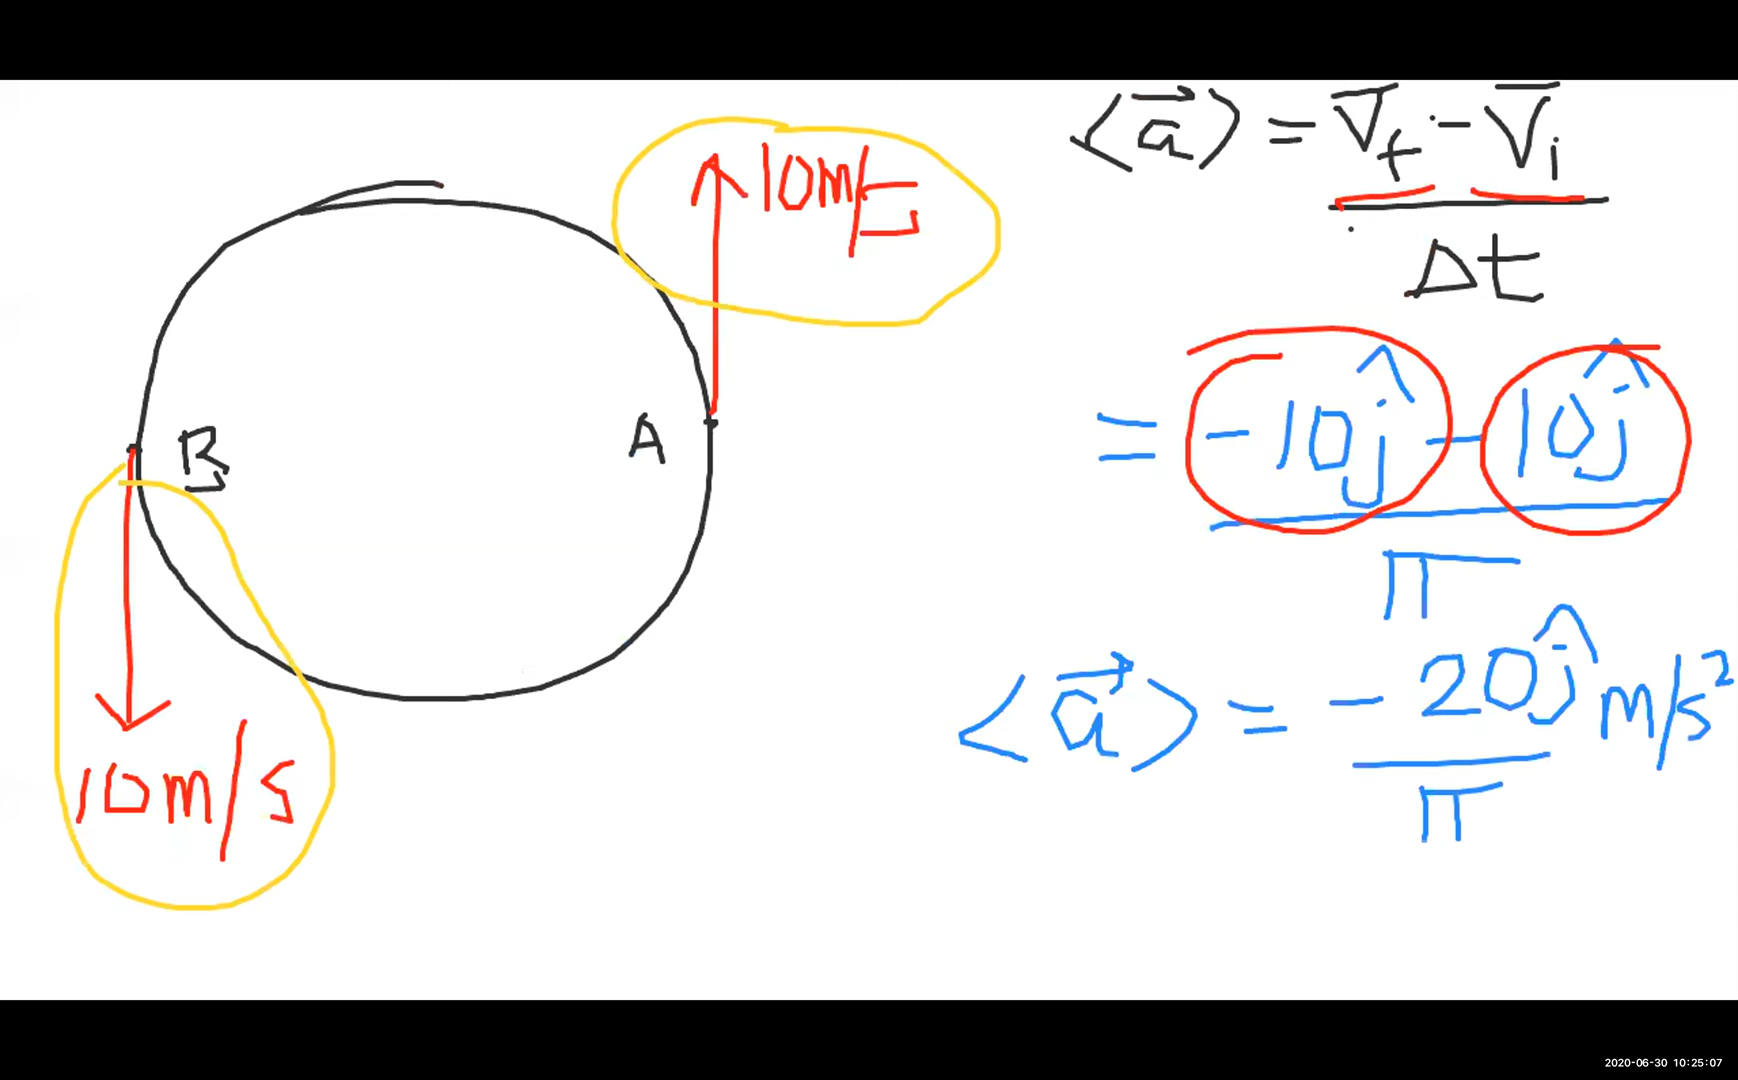 10m/s
A
B
10m/s
<a⃗> = V̅f - V̅i
Δt
= -10ĵ - 10ĵ
π
<a⃗> = -20ĵ m/s²
π
2020-06-30 10:25:07